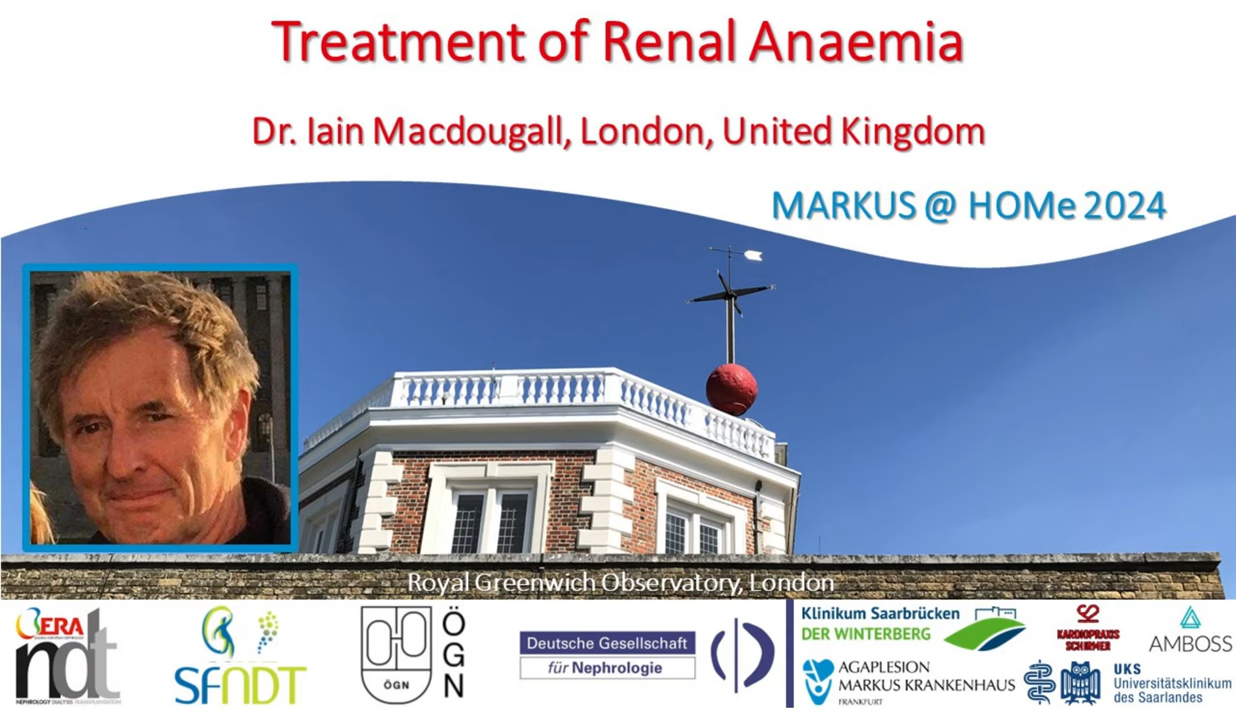 Treatment of Renal Anaemia
Dr. Iain Macdougall, London, United Kingdom
MARKUS @ HOMe 2024
Royal Greenwich Observatory, London
ERA
ndt
NEPHROLOGY DIALYSIS TRANSPLANTATION
SFNDT
ÖGN
ÖGN
Deutsche Gesellschaft
für Nephrologie
Klinikum Saarbrücken
DER WINTERBERG
KARDIOPRAXIS
SCHIRMER
AMBOSS
AGAPLESION
MARKUS KRANKENHAUS
FRANKFURT
UKS
Universitätsklinikum
des Saarlandes